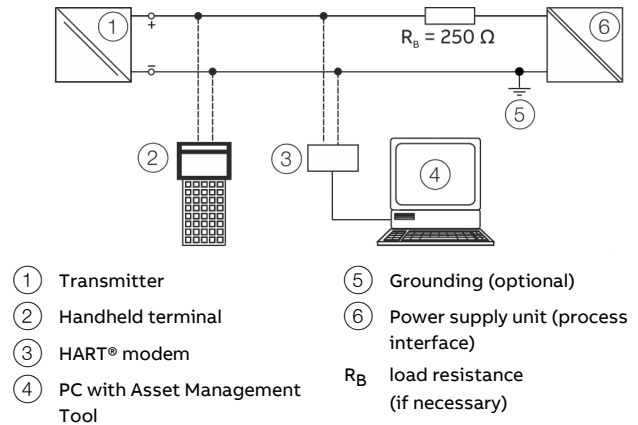 1
+
–
R_B = 250 Ω
6
5
2
3
4
1 Transmitter
2 Handheld terminal
3 HART® modem
4 PC with Asset Management
Tool
5 Grounding (optional)
6 Power supply unit (process
interface)
R_B load resistance
(if necessary)